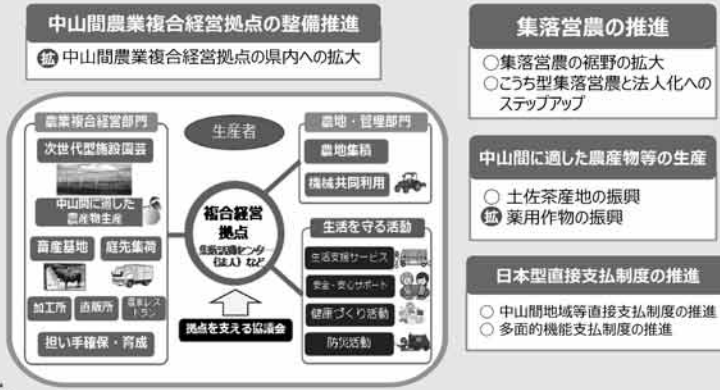 中山間農業複合経営拠点の整備推進
拡 中山間農業複合経営拠点の県内への拡大
農業複合経営部門
次世代型施設園芸
中山間に適した
農産物生産
畜産基地 庭先集荷
加工所 直販所 農家レス
トラン
担い手確保・育成
生産者
複合経営
拠点
(法人) など
拠点を支える協議会
農地・管理部門
農地集積
機械共同利用
生活を守る活動
生活支援サービス
安全・安心サポート
健康づくり活動
防災活動
集落営農の推進
○集落営農の裾野の拡大
○こうち型集落営農と法人化への
ステップアップ
中山間に適した農産物等の生産
○ 土佐茶産地の振興
拡 薬用作物の振興
日本型直接支払制度の推進
○ 中山間地域等直接支払制度の推進
○ 多面的機能支払制度の推進